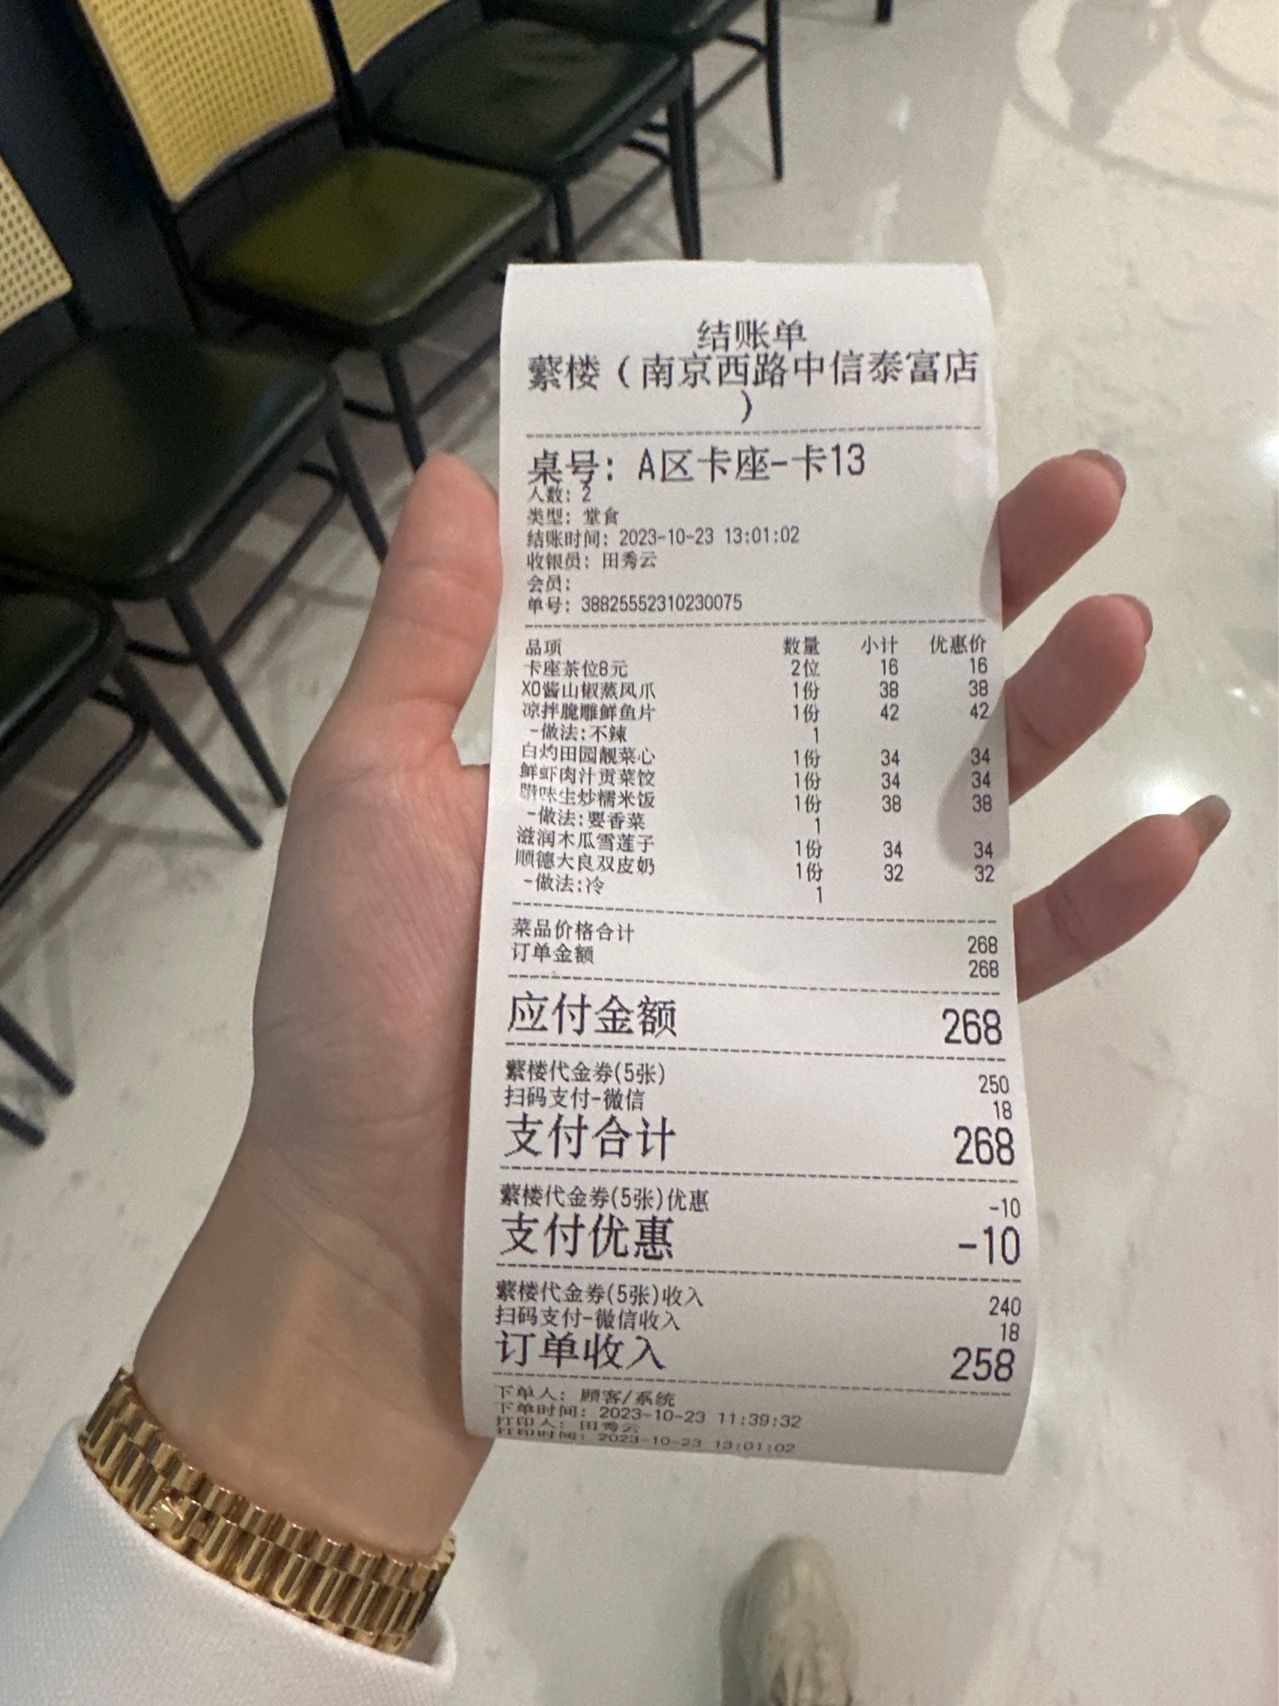 结账单
蘩楼（南京西路中信泰富店
）
桌号: A区卡座-卡13
人数: 2
类型: 堂食
结账时间: 2023-10-23 13:01:02
收银员: 田秀云
会员:
单号: 38825552310230075
品项 数量 小计 优惠价
卡座茶位8元 2位 16 16
XO酱山椒蒸凤爪 1份 38 38
凉拌脆雕鲜鱼片 1份 42 42
-做法:不辣 1
白灼田园靓菜心 1份 34 34
鲜虾肉汁贡菜饺 1份 34 34
腊味生炒糯米饭 1份 38 38
-做法:要香菜 1
滋润木瓜雪莲子 1份 34 34
顺德大良双皮奶 1份 32 32
-做法:冷 1
菜品价格合计 268
订单金额 268
应付金额 268
蘩楼代金券(5张) 250
扫码支付-微信 18
支付合计 268
蘩楼代金券(5张)优惠 -10
支付优惠 -10
蘩楼代金券(5张)收入 240
扫码支付-微信收入 18
订单收入 258
下单人: 顾客/系统
下单时间: 2023-10-23 11:39:32
打印人: 田秀云
打印时间: 2023-10-23 13:01:02